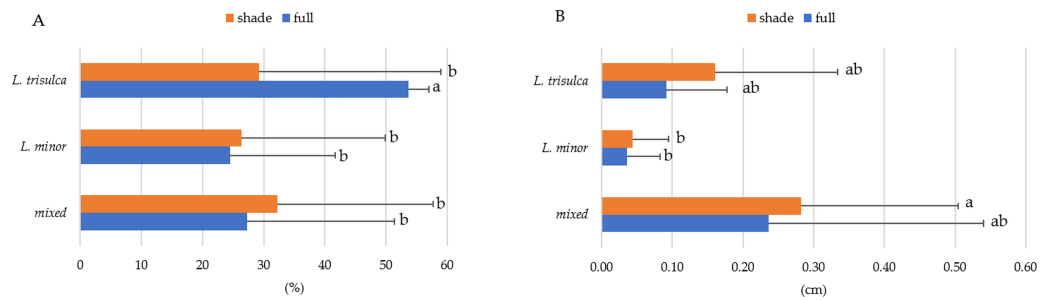 A
shade full
L. trisulca
b
a
L. minor
b
b
mixed
b
b
0 10 20 30 40 50 60
(%)
B
shade full
L. trisulca
ab
ab
L. minor
b
b
mixed
a
ab
0.00 0.10 0.20 0.30 0.40 0.50 0.60
(cm)